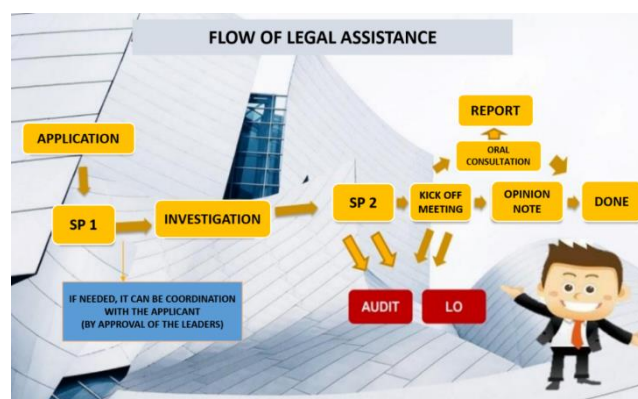 FLOW OF LEGAL ASSISTANCE
REPORT
APPLICATION
ORAL
CONSULTATION
SP 1
INVESTIGATION
SP 2
KICK OFF
MEETING
OPINION
NOTE
DONE
IF NEEDED, IT CAN BE COORDINATION
WITH THE APPLICANT
(BY APPROVAL OF THE LEADERS)
AUDIT
LO